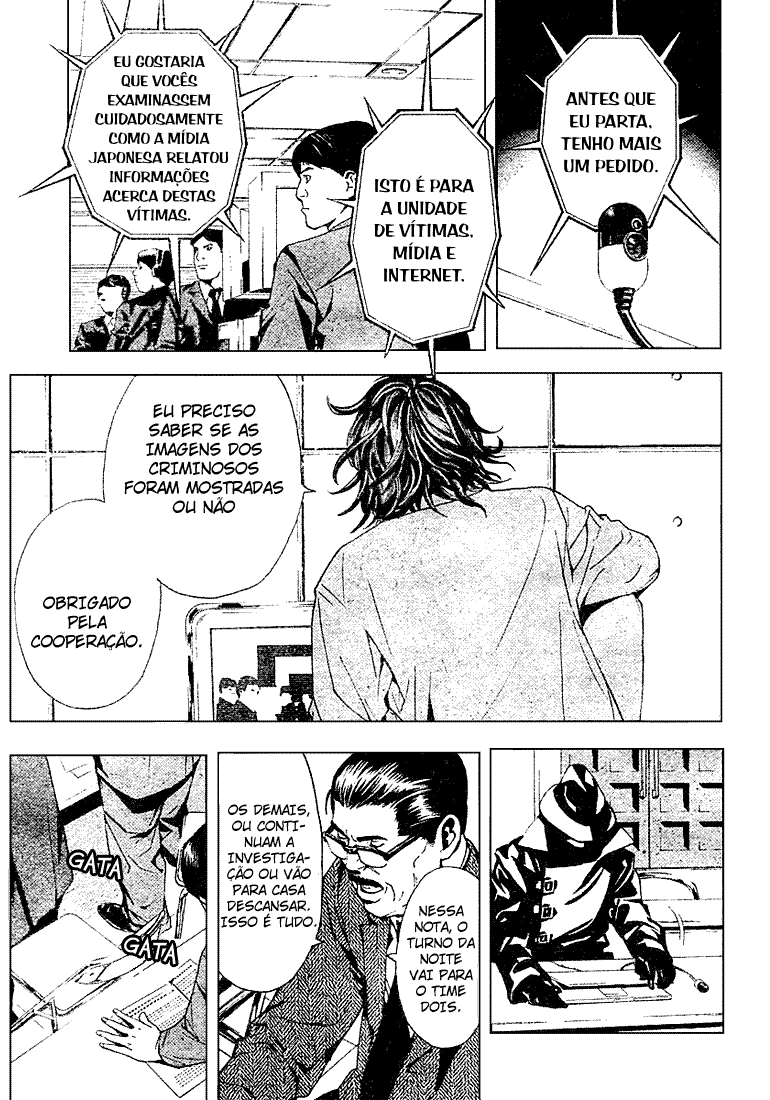 ANTES QUE
EU PARTA,
TENHO MAIS
UM PEDIDO.
ISTO É PARA
A UNIDADE
DE VÍTIMAS,
MÍDIA E
INTERNET.
EU GOSTARIA
QUE VOCÊS
EXAMINASSEM
CUIDADOSAMENTE
COMO A MÍDIA
JAPONESA RELATOU
INFORMAÇÕES
ACERCA DESTAS
VÍTIMAS.
EU PRECISO
SABER SE AS
IMAGENS DOS
CRIMINOSOS
FORAM MOSTRADAS
OU NÃO
OBRIGADO
PELA
COOPERAÇÃO.
NESSA
NOTA, O
TURNO DA
NOITE
VAI PARA
O TIME
DOIS.
OS DEMAIS,
OU CONTI-
NUAM A
INVESTIGA-
ÇÃO OU VÃO
PARA CASA
DESCANSAR.
ISSO É TUDO.
GATA
GATA